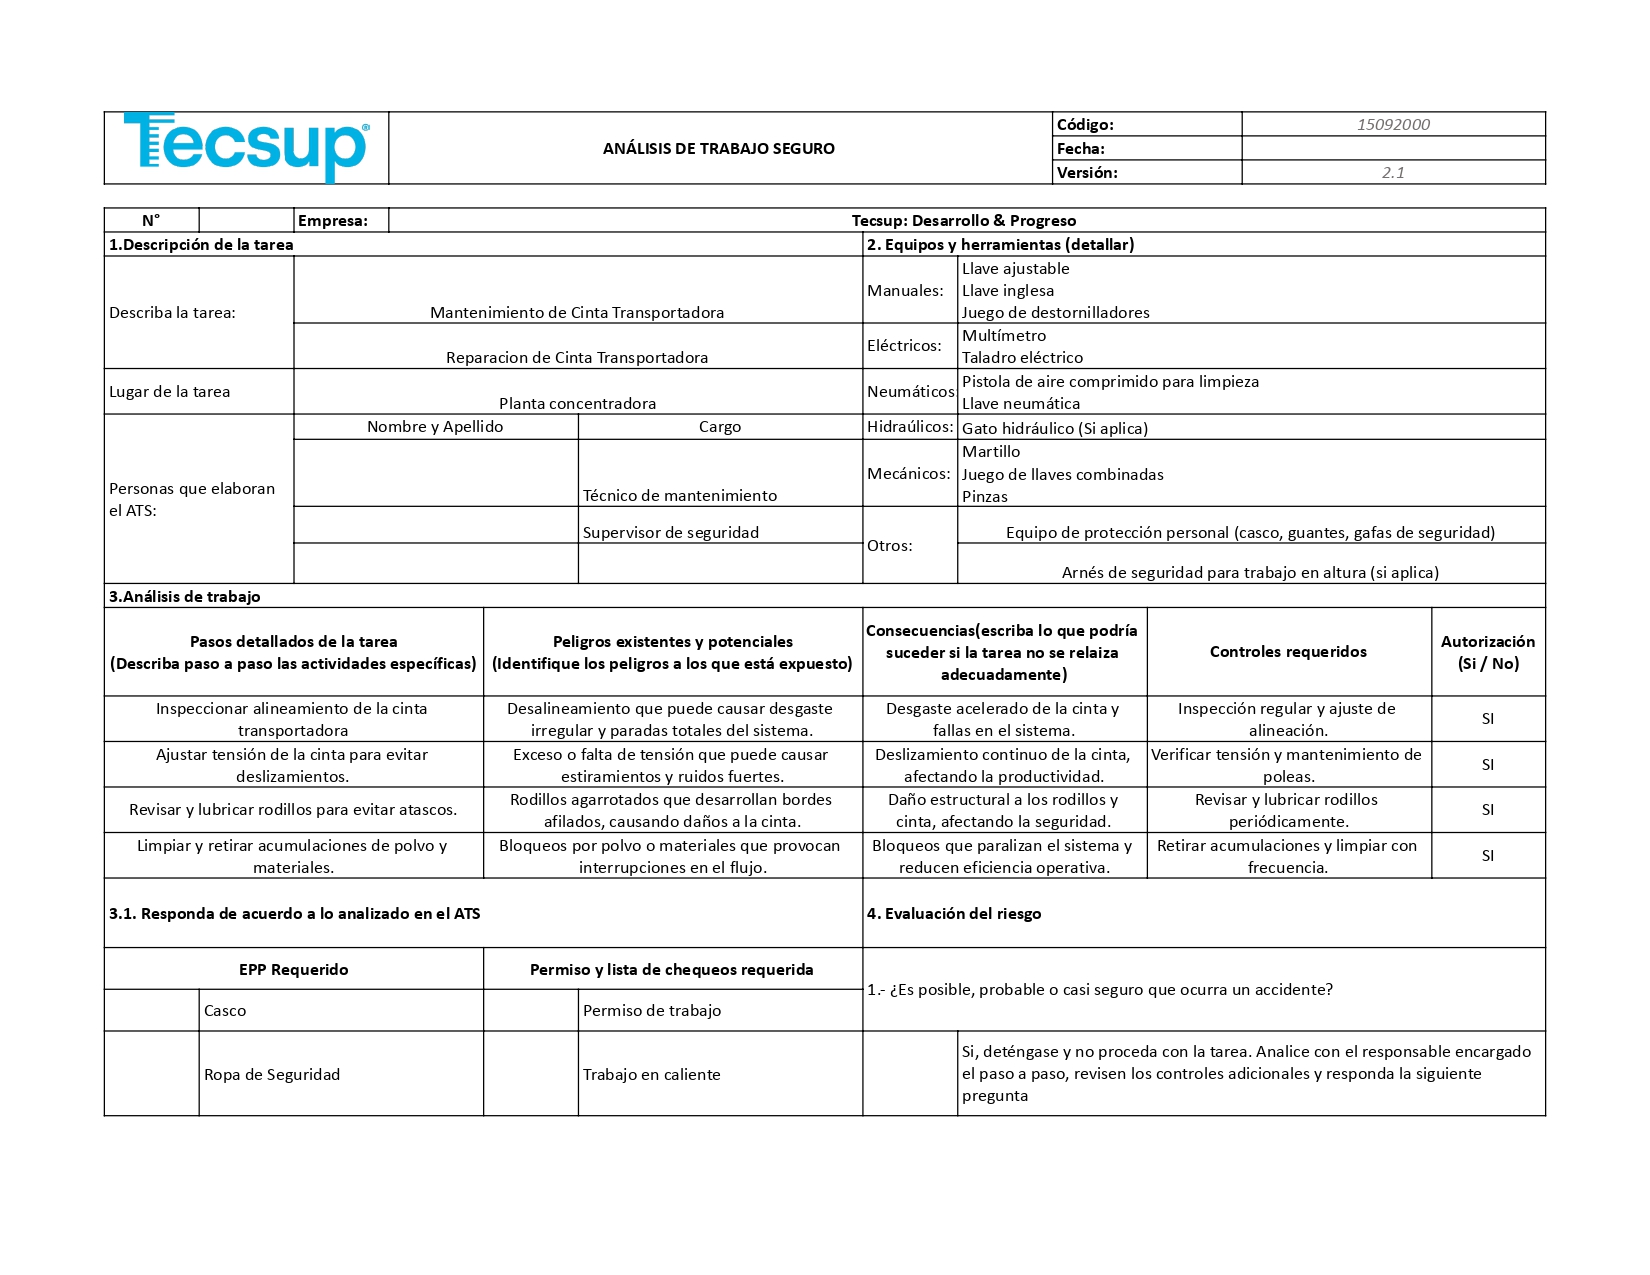 Tecsup®
ANÁLISIS DE TRABAJO SEGURO
Código:
15092000
Fecha:
Versión:
2.1
N°
Empresa:
Tecsup: Desarrollo & Progreso
1.Descripción de la tarea
2. Equipos y herramientas (detallar)
Describa la tarea:
Mantenimiento de Cinta Transportadora
Reparacion de Cinta Transportadora
Manuales:
Llave ajustable
Llave inglesa
Juego de destornilladores
Eléctricos:
Multímetro
Taladro eléctrico
Lugar de la tarea
Planta concentradora
Neumáticos:
Pistola de aire comprimido para limpieza
Llave neumática
Personas que elaboran
el ATS:
Nombre y Apellido
Cargo
Técnico de mantenimiento
Supervisor de seguridad
Hidraúlicos:
Gato hidráulico (Si aplica)
Mecánicos:
Martillo
Juego de llaves combinadas
Pinzas
Otros:
Equipo de protección personal (casco, guantes, gafas de seguridad)
Arnés de seguridad para trabajo en altura (si aplica)
3.Análisis de trabajo
Pasos detallados de la tarea
(Describa paso a paso las actividades específicas)
Peligros existentes y potenciales
(Identifique los peligros a los que está expuesto)
Consecuencias(escriba lo que podría
suceder si la tarea no se relaiza
adecuadamente)
Controles requeridos
Autorización
(Si / No)
Inspeccionar alineamiento de la cinta
transportadora
Desalineamiento que puede causar desgaste
irregular y paradas totales del sistema.
Desgaste acelerado de la cinta y
fallas en el sistema.
Inspección regular y ajuste de
alineación.
SI
Ajustar tensión de la cinta para evitar
deslizamientos.
Exceso o falta de tensión que puede causar
estiramientos y ruidos fuertes.
Deslizamiento continuo de la cinta,
afectando la productividad.
Verificar tensión y mantenimiento de
poleas.
SI
Revisar y lubricar rodillos para evitar atascos.
Rodillos agarrotados que desarrollan bordes
afilados, causando daños a la cinta.
Daño estructural a los rodillos y
cinta, afectando la seguridad.
Revisar y lubricar rodillos
periódicamente.
SI
Limpiar y retirar acumulaciones de polvo y
materiales.
Bloqueos por polvo o materiales que provocan
interrupciones en el flujo.
Bloqueos que paralizan el sistema y
reducen eficiencia operativa.
Retirar acumulaciones y limpiar con
frecuencia.
SI
3.1. Responda de acuerdo a lo analizado en el ATS
4. Evaluación del riesgo
EPP Requerido
Permiso y lista de chequeos requerida
1.- ¿Es posible, probable o casi seguro que ocurra un accidente?
Casco
Permiso de trabajo
Ropa de Seguridad
Trabajo en caliente
Si, deténgase y no proceda con la tarea. Analice con el responsable encargado
el paso a paso, revisen los controles adicionales y responda la siguiente
pregunta